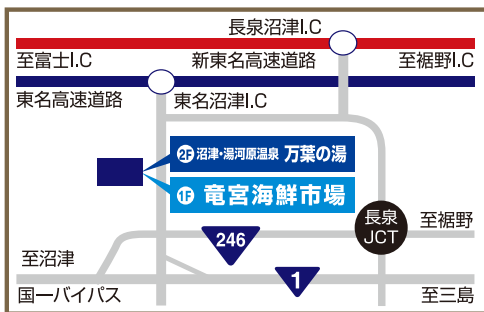 長泉沼津I.C
至富士I.C 新東名高速道路 至裾野I.C
東名高速道路 東名沼津I.C
2F 沼津・湯河原温泉 万葉の湯
1F 竜宮海鮮市場
長泉
JCT
至裾野
246
至沼津
1
国一バイパス 至三島